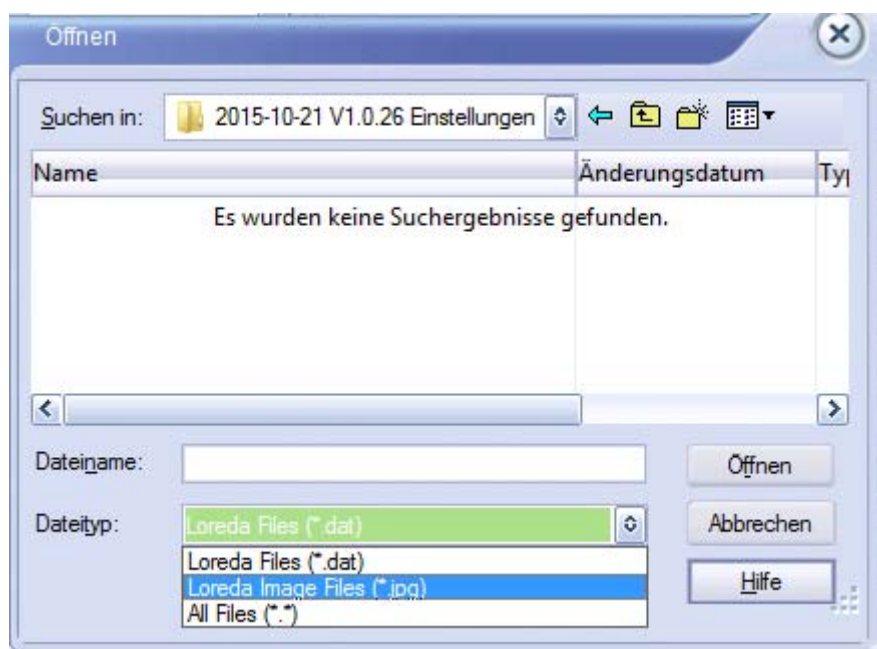 Öffnen
Suchen in: 2015-10-21 V1.0.26 Einstellungen
Name Änderungsdatum Typ
Es wurden keine Suchergebnisse gefunden.
Dateiname: Öffnen
Dateityp: Loreda Files (*.dat) Abbrechen
Loreda Files (*.dat)
Loreda Image Files (*.jpg) Hilfe
All Files (*.*)